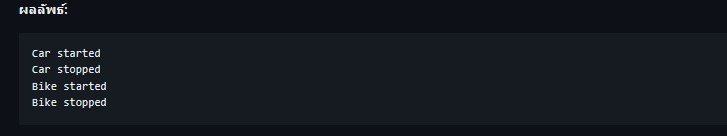 ผลลัพธ์:
Car started
Car stopped
Bike started
Bike stopped